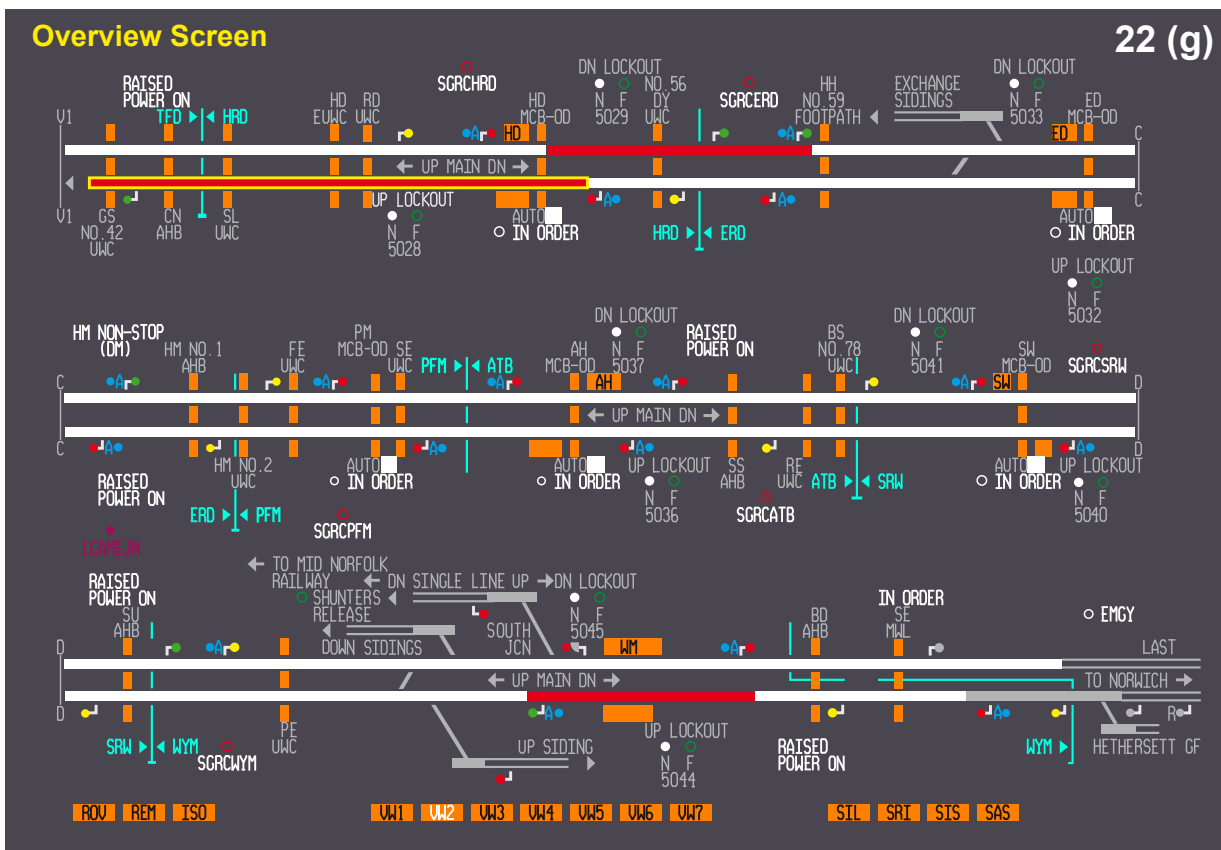 Overview Screen
22 (g)
RAISED
POWER ON
TFD HRD
HD RD
EUWC UWC
SGRCHRD
HD
MCB-OD
DN LOCKOUT
N F
5029
NO.56
DY
UWC
SGRCERD
HH
NO.59
FOOTPATH
EXCHANGE
SIDINGS
DN LOCKOUT
N F
5033
ED
MCB-OD
V1
A
HD
A
ED
C
← UP MAIN DN →
V1
GS
NO.42
UWC
CN
AHB
SL
UWC
UP LOCKOUT
N F
5028
AUTO
IN ORDER
A
HRD ERD
A
AUTO
IN ORDER
C
UP LOCKOUT
N F
5032
HM NON-STOP
(DM)
HM NO.1
AHB
FE
UWC
PM
MCB-OD
SE
UWC
PFM ATB
AH
MCB-OD
DN LOCKOUT
N F
5037
RAISED
POWER ON
BS
NO.78
UWC
DN LOCKOUT
N F
5041
SW
MCB-OD
SGRCSRW
C
A
A
A
AH
A
A
SW
D
← UP MAIN DN →
C
A
A
A
A
D
RAISED
POWER ON
HM NO.2
UWC
ERD PFM
AUTO
IN ORDER
SGRCPFM
AUTO
IN ORDER
UP LOCKOUT
N F
5036
SS
AHB
SGRCATB
RE
UWC
ATB SRW
AUTO
IN ORDER
UP LOCKOUT
N F
5040
LCAMEJN
RAISED
POWER ON
SU
AHB
← TO MID NORFOLK
RAILWAY
SHUNTERS
RELEASE
DOWN SIDINGS
← DN SINGLE LINE UP →
SOUTH
JCN
DN LOCKOUT
N F
5045
BD
AHB
IN ORDER
SE
MWL
EMGY
D
A
WM
A
LAST
← UP MAIN DN →
TO NORWICH →
D
A
A
R
SRW WYM
SGRCWYM
PE
UWC
UP SIDING
UP LOCKOUT
N F
5044
RAISED
POWER ON
WYM
HETHERSETT GF
ROV REM ISO
VW1 VW2 VW3 VW4 VW5 VW6 VW7
SIL SRI SIS SAS